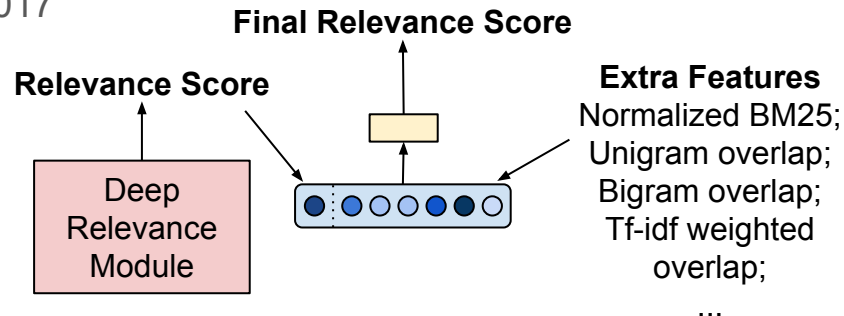 017
Final Relevance Score
Relevance Score
Extra Features
Normalized BM25;
Unigram overlap;
Bigram overlap;
Tf-idf weighted
overlap;
...
Deep
Relevance
Module